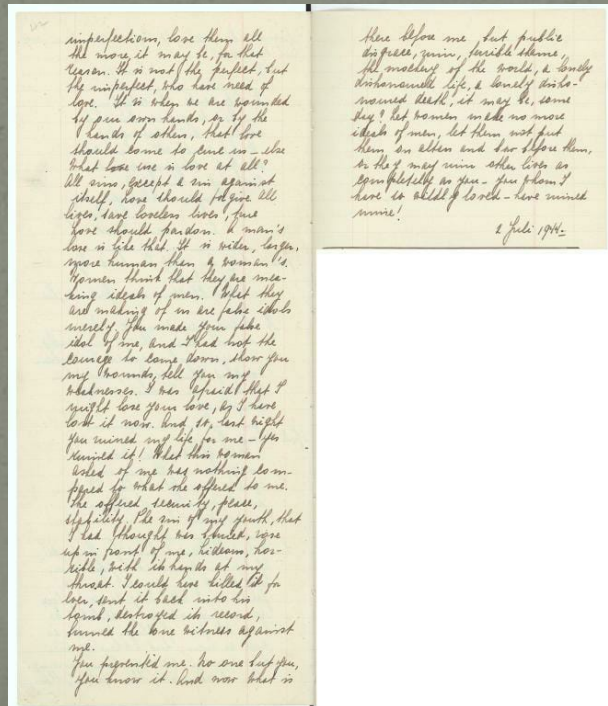 imperfections, love them all
the more, it may be, for that
reason. It is not the perfect, but
the imperfect, who have need of
love. It is when we are wounded
by our own hands, or by the
hands of others, that love
should come to cure us – else
what love use is love at all?
All sins, except a sin against
itself, Love should forgive. All
lives, save loveless lives, true
Love should pardon. A man's
love is like that. It is wider, larger,
more human than a woman's.
Women think that they are ma-
king ideals of men. What they
are making of us are false idols
merely. You made your false
idol of me, and I had not the
courage to come down, show you
my wounds, tell you my
weaknesses. I was afraid that I
might lose your love, as I have
lost it now. And, so, last night
you ruined my life for me – yes
ruined it! What this woman
asked of me was nothing com-
pared to what she offered to me.
She offered security, peace,
stability. The sin of my youth, that
I had thought was buried, rose
up in front of me, hideous, hor-
rible, with its hands at my
throat. I could have killed it for
ever, sent it back into his
tomb, destroyed its record,
burned the one witness against
me.
You prevented me. No one but you,
you know it. And now what is
there before me, but public
disgrace, ruin, terrible shame,
the mockery of the world, a lonely
dishonoured life, a lonely disho-
noured death, it may be, some
day? Let women make no more
ideals of men, let them not put
them on altars and bow before them,
or they may ruin other lives as
completely as you – you whom I
have so wildly loved – have ruined
mine!
2 Juli 1944.–